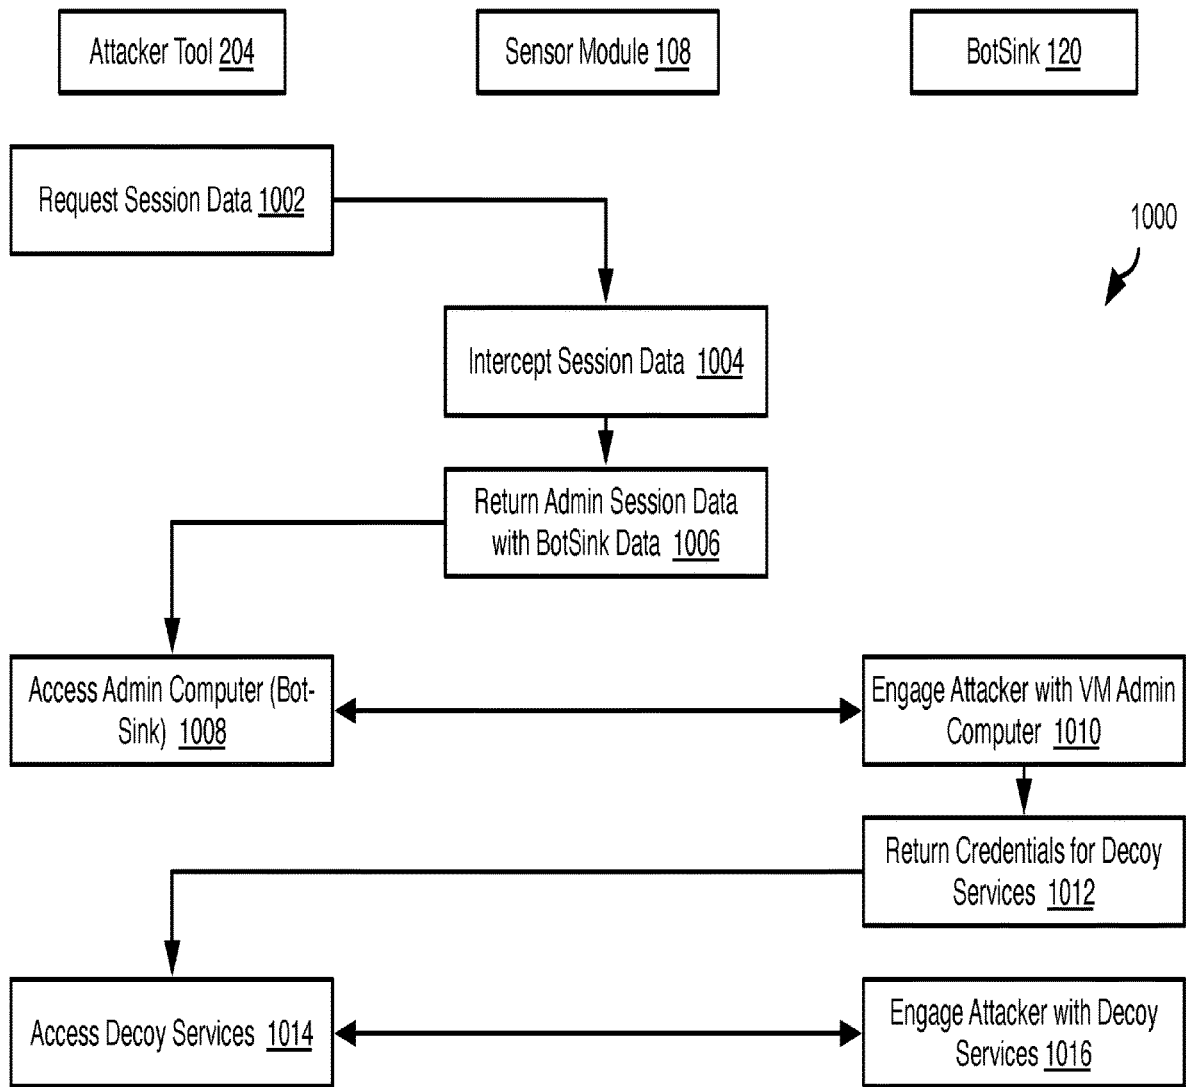 Attacker Tool 204
Sensor Module 108
BotSink 120
Request Session Data 1002
1000
Intercept Session Data 1004
Return Admin Session Data
with BotSink Data 1006
Access Admin Computer (Bot-
Sink) 1008
Engage Attacker with VM Admin
Computer 1010
Return Credentials for Decoy
Services 1012
Access Decoy Services 1014
Engage Attacker with Decoy
Services 1016